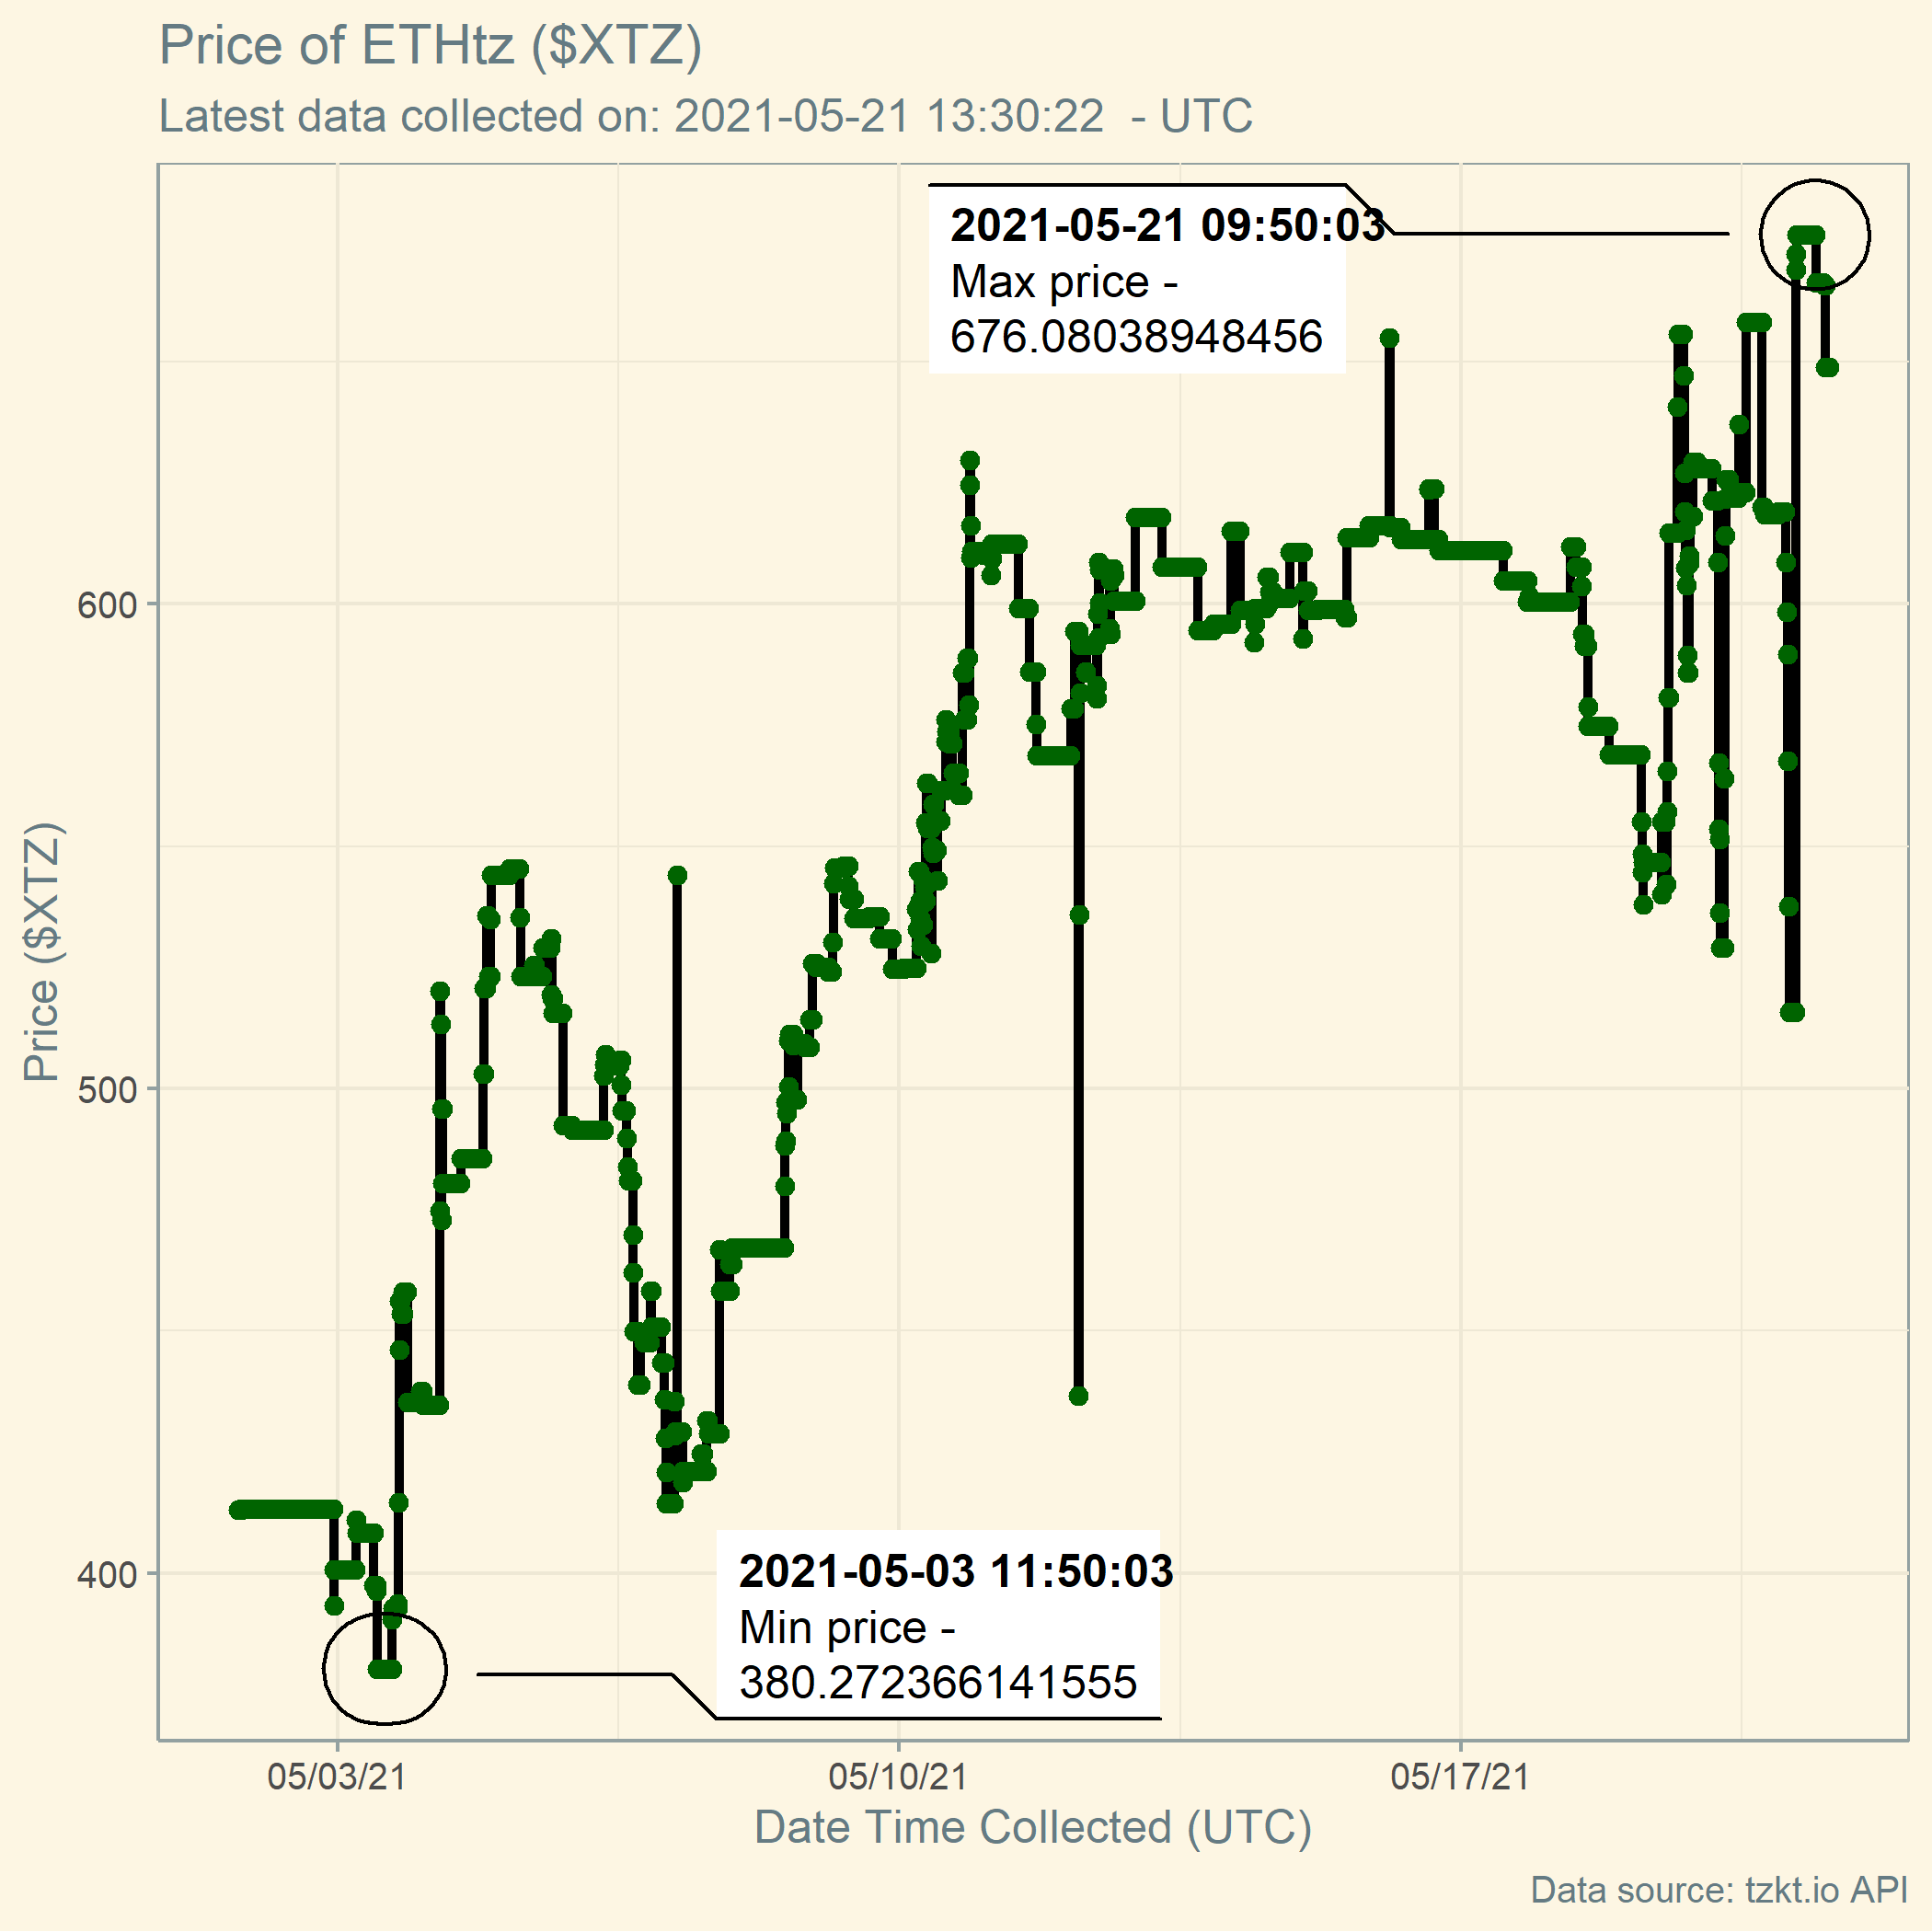 Price of ETHtz ($XTZ)
Latest data collected on: 2021-05-21 13:30:22  - UTC
2021-05-21 09:50:03
Max price -
676.08038948456
600
500
400
Price ($XTZ)
2021-05-03 11:50:03
Min price -
380.272366141555
05/03/21
05/10/21
05/17/21
Date Time Collected (UTC)
Data source: tzkt.io API